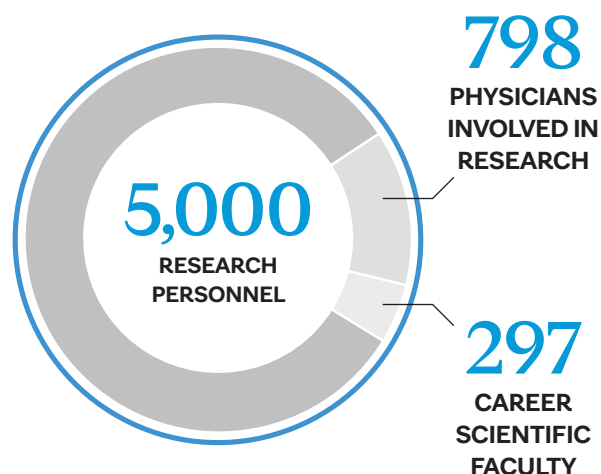 798
PHYSICIANS
INVOLVED IN
RESEARCH
5,000
RESEARCH
PERSONNEL
297
CAREER
SCIENTIFIC
FACULTY